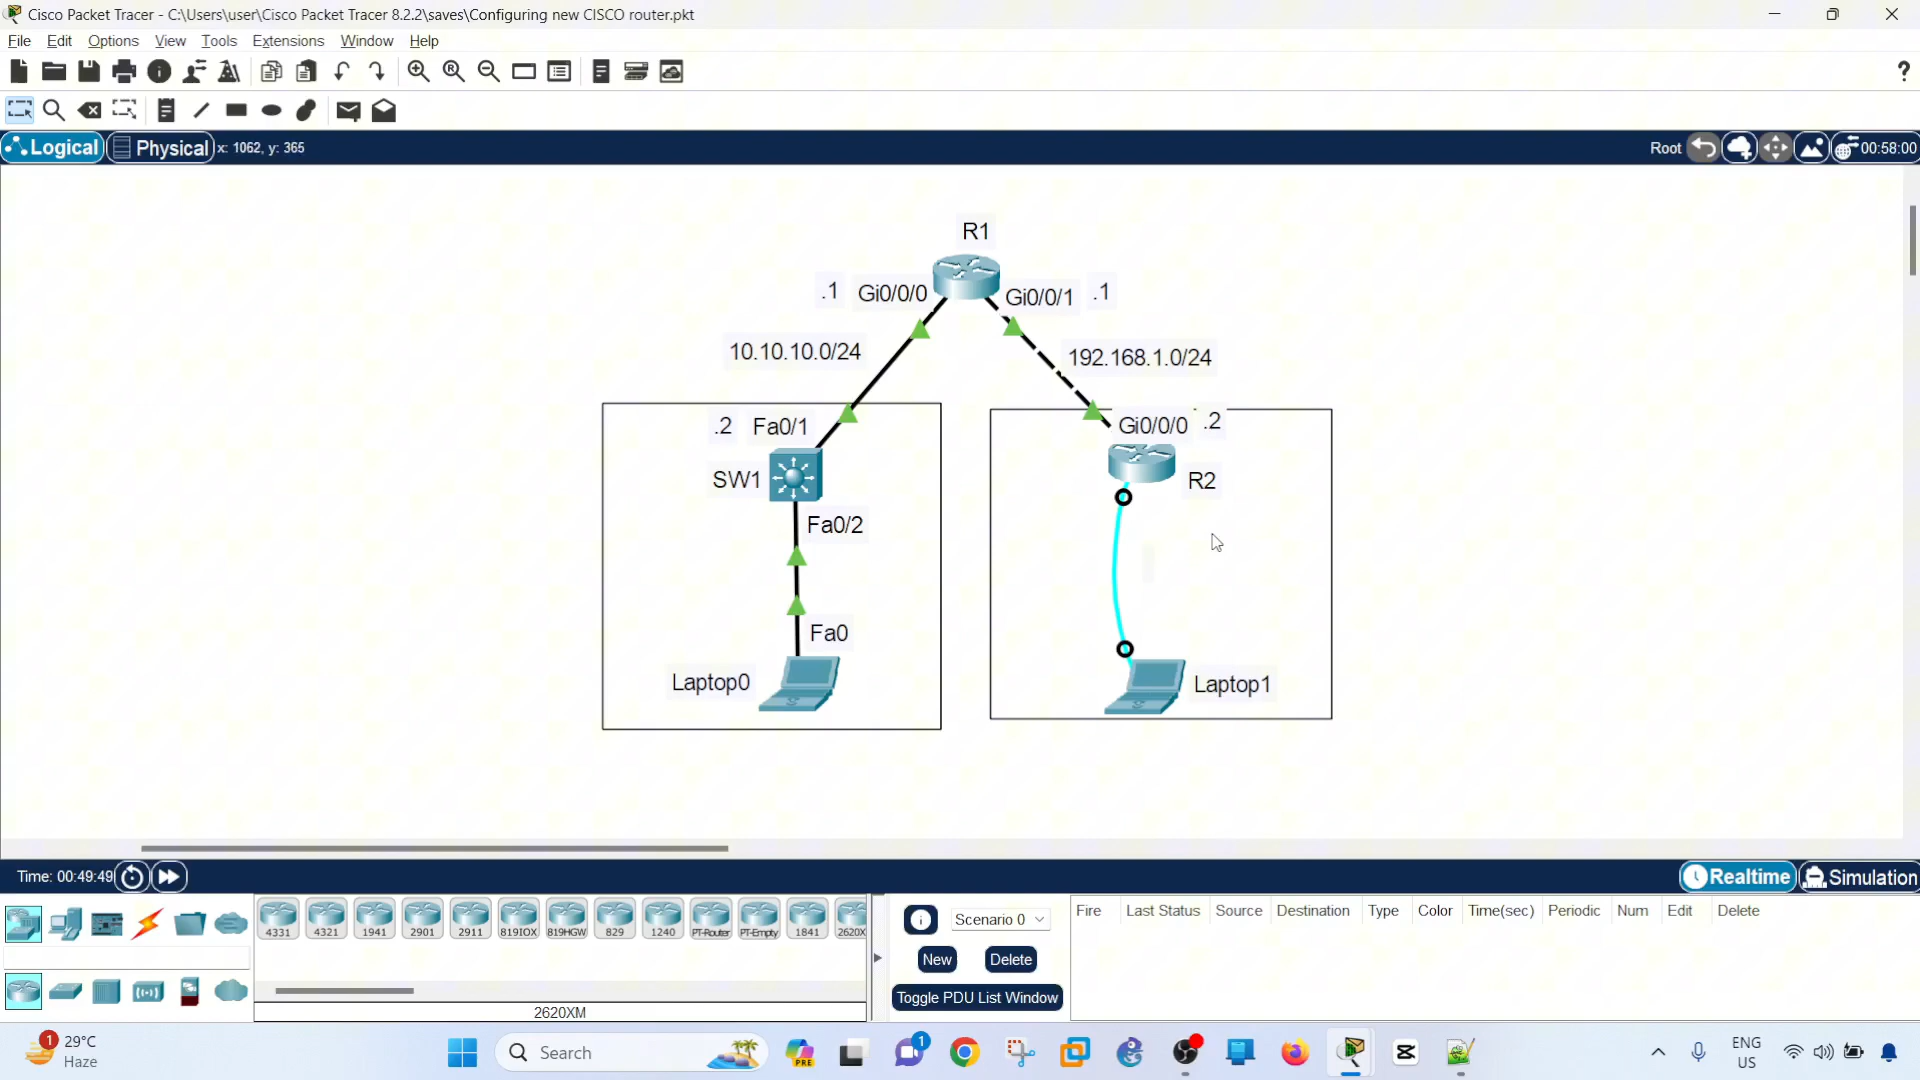 Cisco Packet Tracer - C:\Users\user\Cisco Packet Tracer 8.2.2\saves\Configuring new CISCO router.pkt
File Edit Options View Tools Extensions Window Help
?
Logical Physical x: 1062, y: 365 Root 00:58:00
R1
.1 Gi0/0/0 Gi0/0/1 .1
10.10.10.0/24 192.168.1.0/24
.2 Fa0/1 Gi0/0/0 .2
SW1 R2
Fa0/2
Fa0
Laptop0 Laptop1
Time: 00:49:49 Realtime Simulation
4331 4321 1941 2901 2911 819IOX 819HGW 829 1240 PT-Router PT-Empty 1841 2620X
Scenario 0
New Delete
Toggle PDU List Window
Fire Last Status Source Destination Type Color Time(sec) Periodic Num Edit Delete
2620XM
1 29°C
Haze
Search
PRE
1
ENG
US